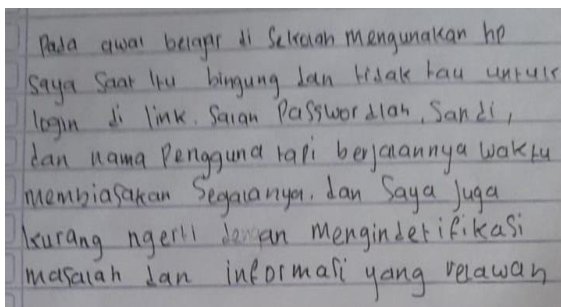 Pada awal belajar di Sekolah mengunakan hp
saya saat itu bingung dan tidak tau untuk
login di link. Salah Passwordlah, Sandi,
dan nama Pengguna tapi berjalannya waktu
membiasakan Segalanya. dan Saya Juga
kurang ngerti dengan mengindetifikasi
masalah dan informasi yang relawan